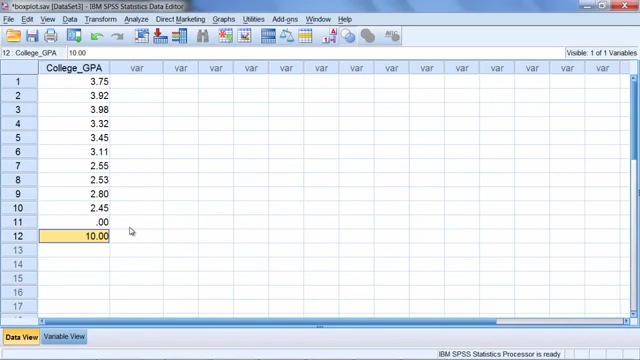 *boxplot.sav [DataSet3] - IBM SPSS Statistics Data Editor
File Edit View Data Transform Analyze Direct Marketing Graphs Utilities Add-ons Window Help
12 : College_GPA 10.00 Visible: 1 of 1 Variables
College_GPA var var var var var var var var var var var var var var
1 3.75
2 3.92
3 3.98
4 3.32
5 3.45
6 3.11
7 2.55
8 2.53
9 2.80
10 2.45
11 .00
12 10.00
13
14
15
16
17
Data View Variable View
IBM SPSS Statistics Processor is ready